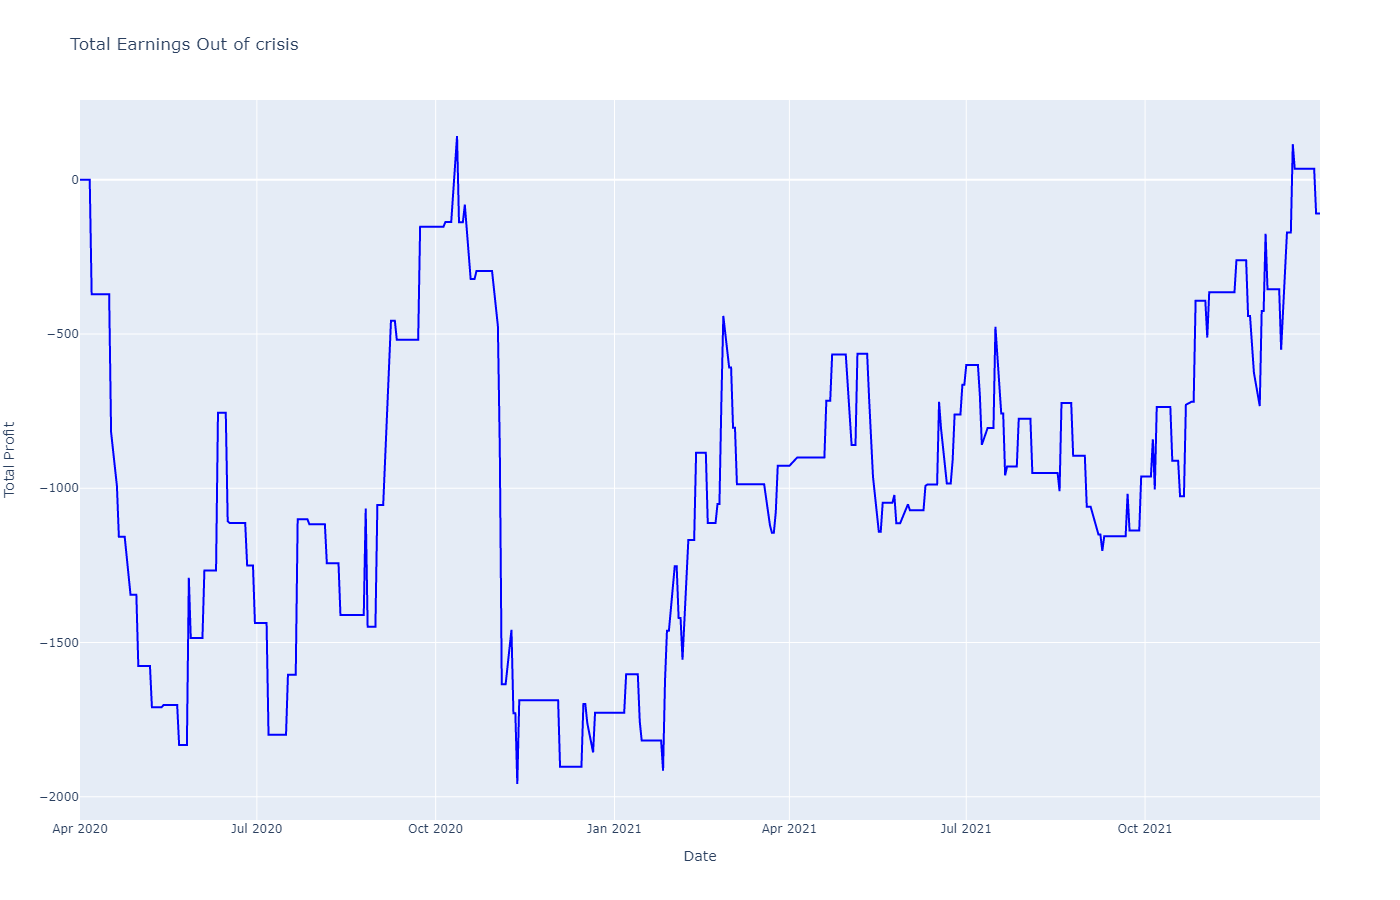 Total Earnings Out of crisis
Total Profit
0
−500
−1000
−1500
−2000
Apr 2020
Jul 2020
Oct 2020
Jan 2021
Apr 2021
Jul 2021
Oct 2021
Date